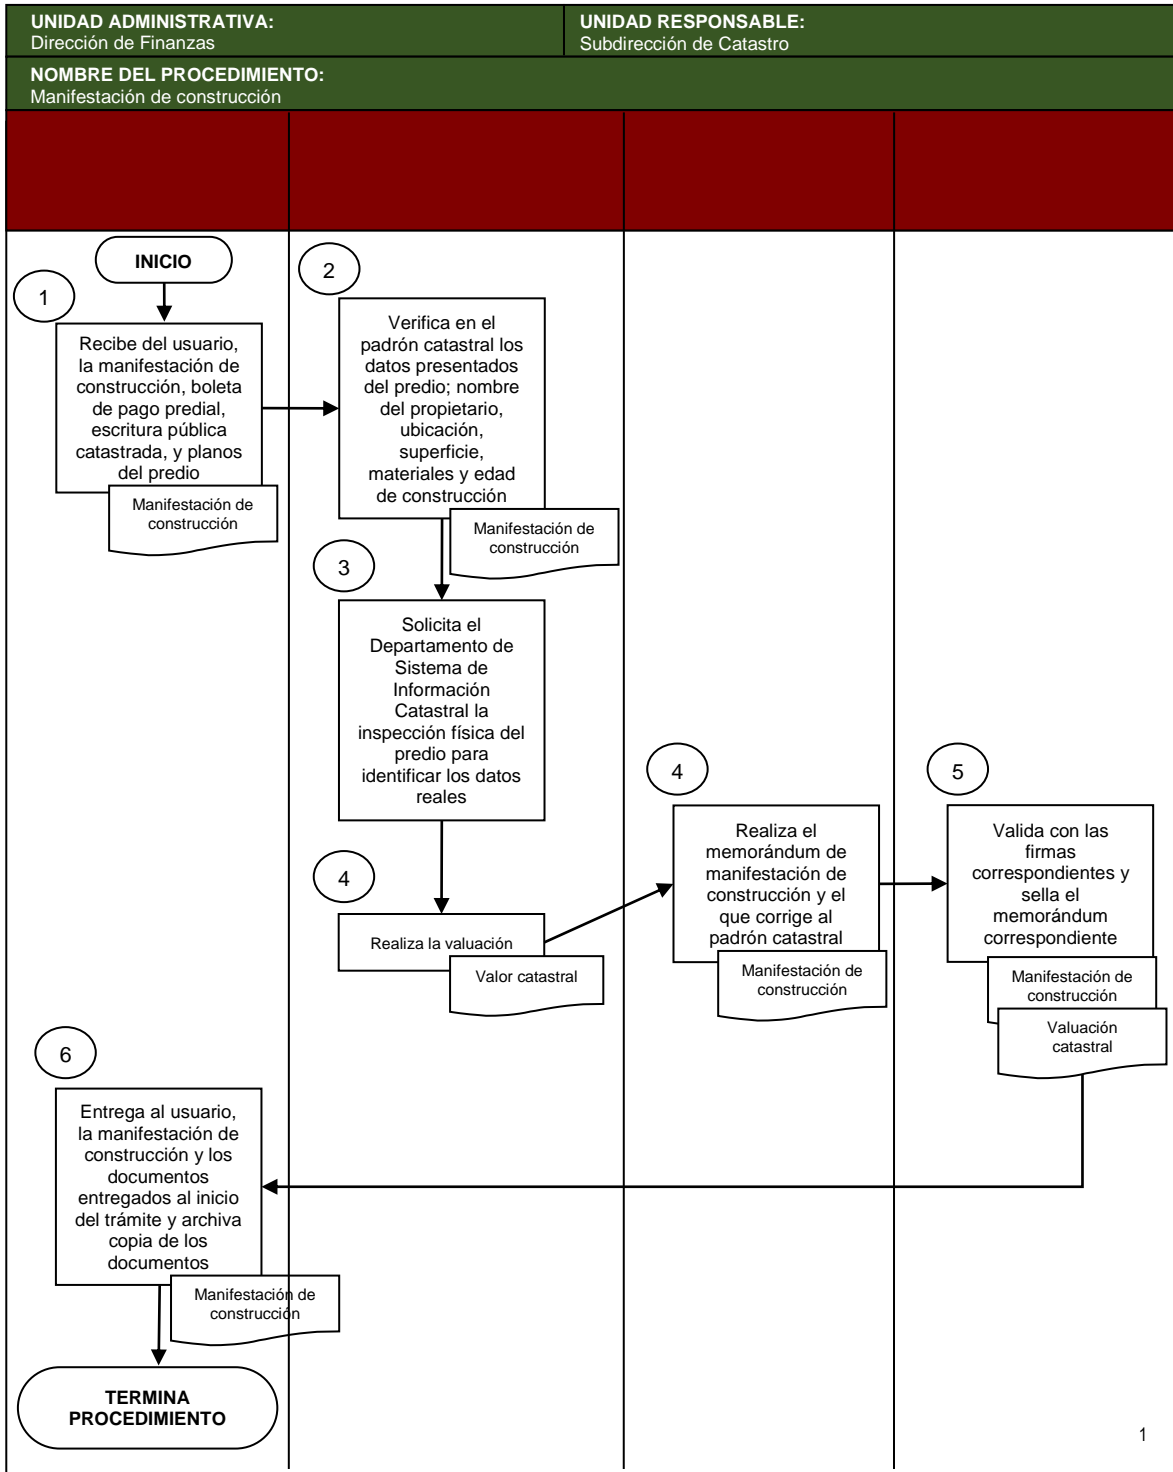 UNIDAD ADMINISTRATIVA:
Dirección de Finanzas
UNIDAD RESPONSABLE:
Subdirección de Catastro
NOMBRE DEL PROCEDIMIENTO:
Manifestación de construcción
INICIO
1
Recibe del usuario,
la manifestación de
construcción, boleta
de pago predial,
escritura pública
catastrada, y planos
del predio
Manifestación de
construcción
2
Verifica en el
padrón catastral los
datos presentados
del predio; nombre
del propietario,
ubicación,
superficie,
materiales y edad
de construcción
Manifestación de
construcción
3
Solicita el
Departamento de
Sistema de
Información
Catastral la
inspección física del
predio para
identificar los datos
reales
4
Realiza la valuación
Valor catastral
4
Realiza el
memorándum de
manifestación de
construcción y el
que corrige al
padrón catastral
Manifestación de
construcción
5
Valida con las
firmas
correspondientes y
sella el
memorándum
correspondiente
Manifestación de
construcción
Valuación
catastral
6
Entrega al usuario,
la manifestación de
construcción y los
documentos
entregados al inicio
del trámite y archiva
copia de los
documentos
Manifestación de
construcción
TERMINA
PROCEDIMIENTO
1